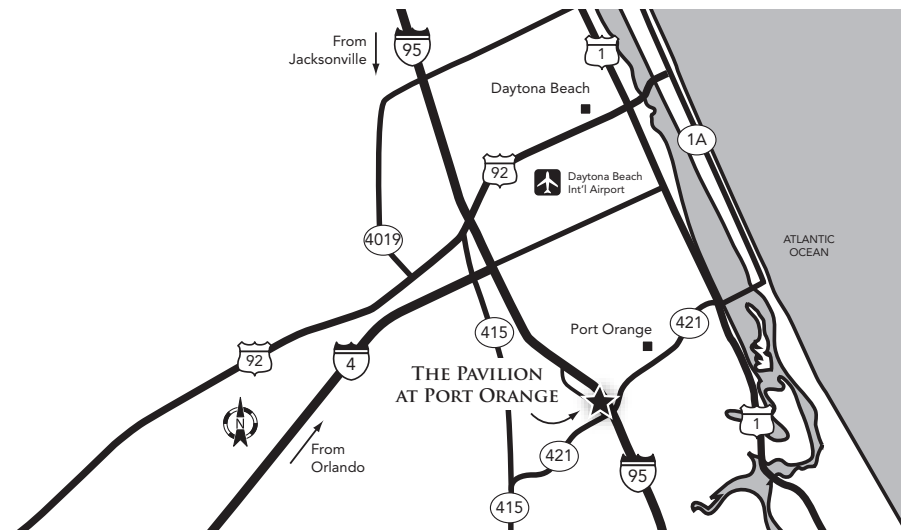 From
Jacksonville
95
1
Daytona Beach
1A
92
Daytona Beach
Int'l Airport
4019
ATLANTIC
OCEAN
415
Port Orange
421
92
4
THE PAVILION
AT PORT ORANGE
N
1
From
Orlando
421
95
415